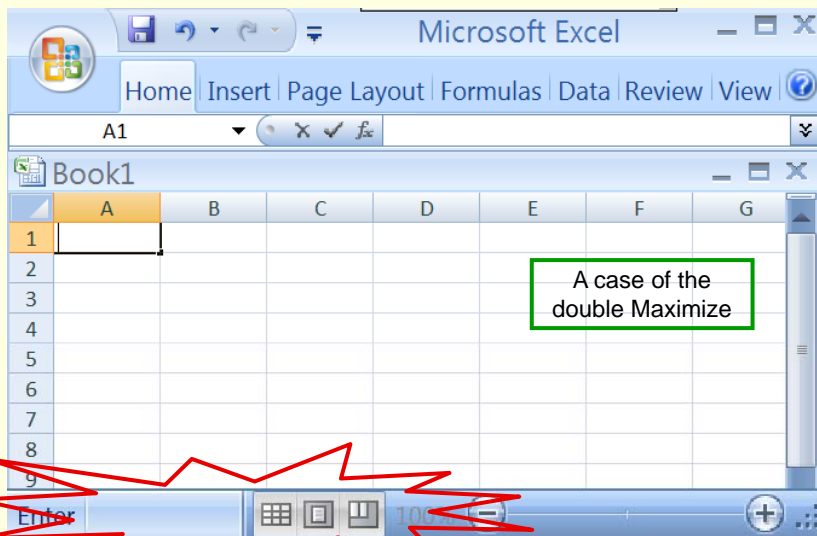 Microsoft Excel
Home Insert Page Layout Formulas Data Review View
A1 fx
Book1
A B C D E F G
1
2
3
4
5
6
7
8
9
A case of the
double Maximize
Enter 100%